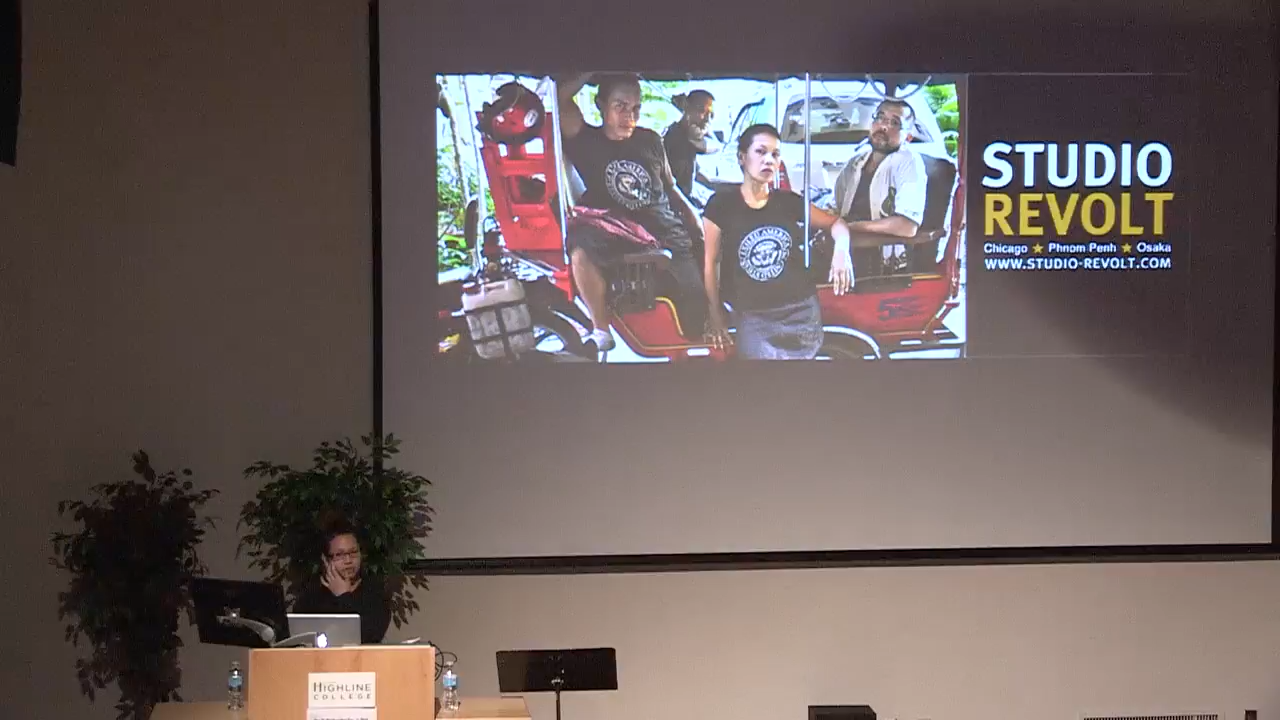 STUDIO
REVOLT
Chicago ★ Phnom Penh ★ Osaka
WWW.STUDIO-REVOLT.COM
HIGHLINE
COLLEGE